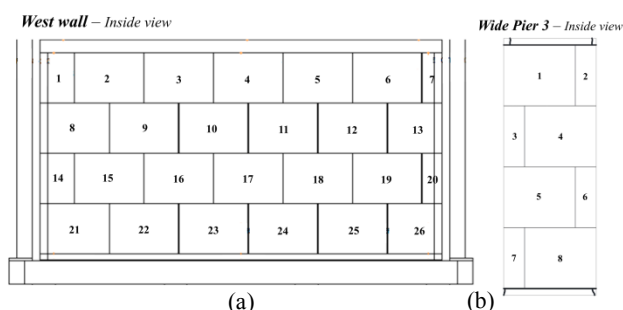 West wall – Inside view
1 2 3 4 5 6 7
8 9 10 11 12 13
14 15 16 17 18 19 20
21 22 23 24 25 26
(a)
Wide Pier 3 – Inside view
1 2
3 4
5 6
7 8
(b)